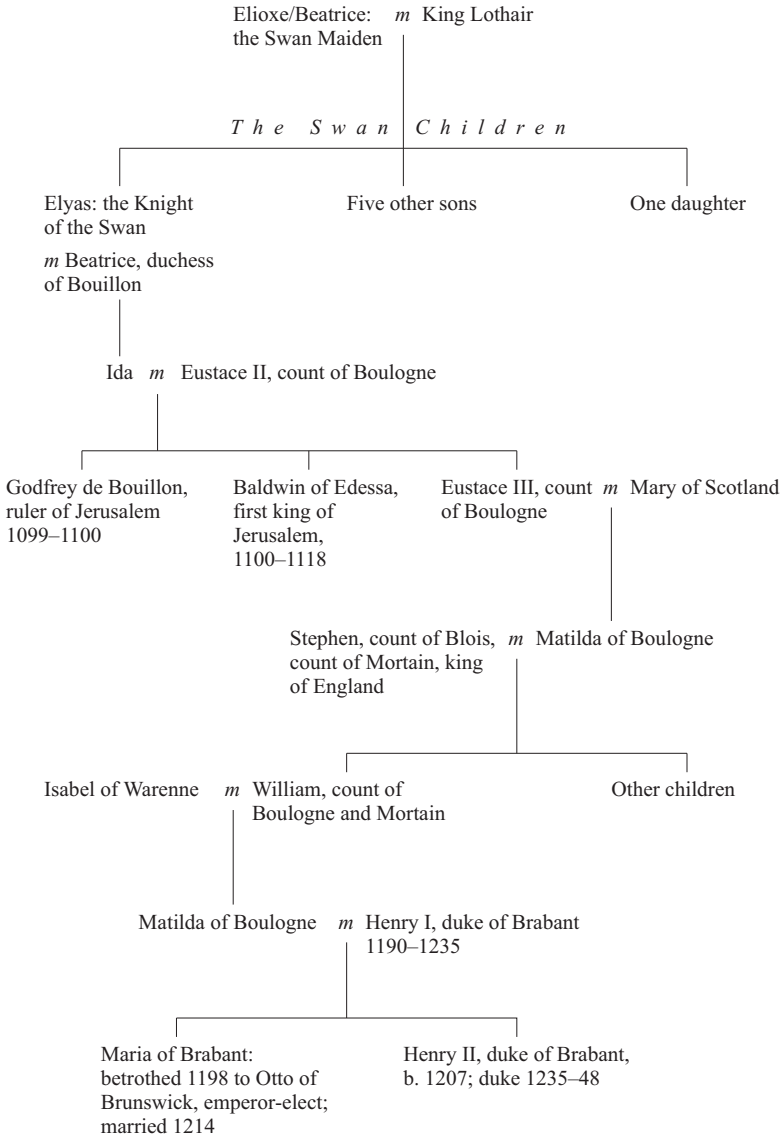 Elioxe/Beatrice: m King Lothair
the Swan Maiden
The Swan Children
Elyas: the Knight
of the Swan
Five other sons
One daughter
m Beatrice, duchess
of Bouillon
Ida m Eustace II, count of Boulogne
Godfrey de Bouillon,
ruler of Jerusalem
1099–1100
Baldwin of Edessa,
first king of
Jerusalem,
1100–1118
Eustace III, count m Mary of Scotland
of Boulogne
Stephen, count of Blois, m Matilda of Boulogne
count of Mortain, king
of England
Isabel of Warenne m William, count of
Boulogne and Mortain
Other children
Matilda of Boulogne m Henry I, duke of Brabant
1190–1235
Maria of Brabant:
betrothed 1198 to Otto of
Brunswick, emperor-elect;
married 1214
Henry II, duke of Brabant,
b. 1207; duke 1235–48